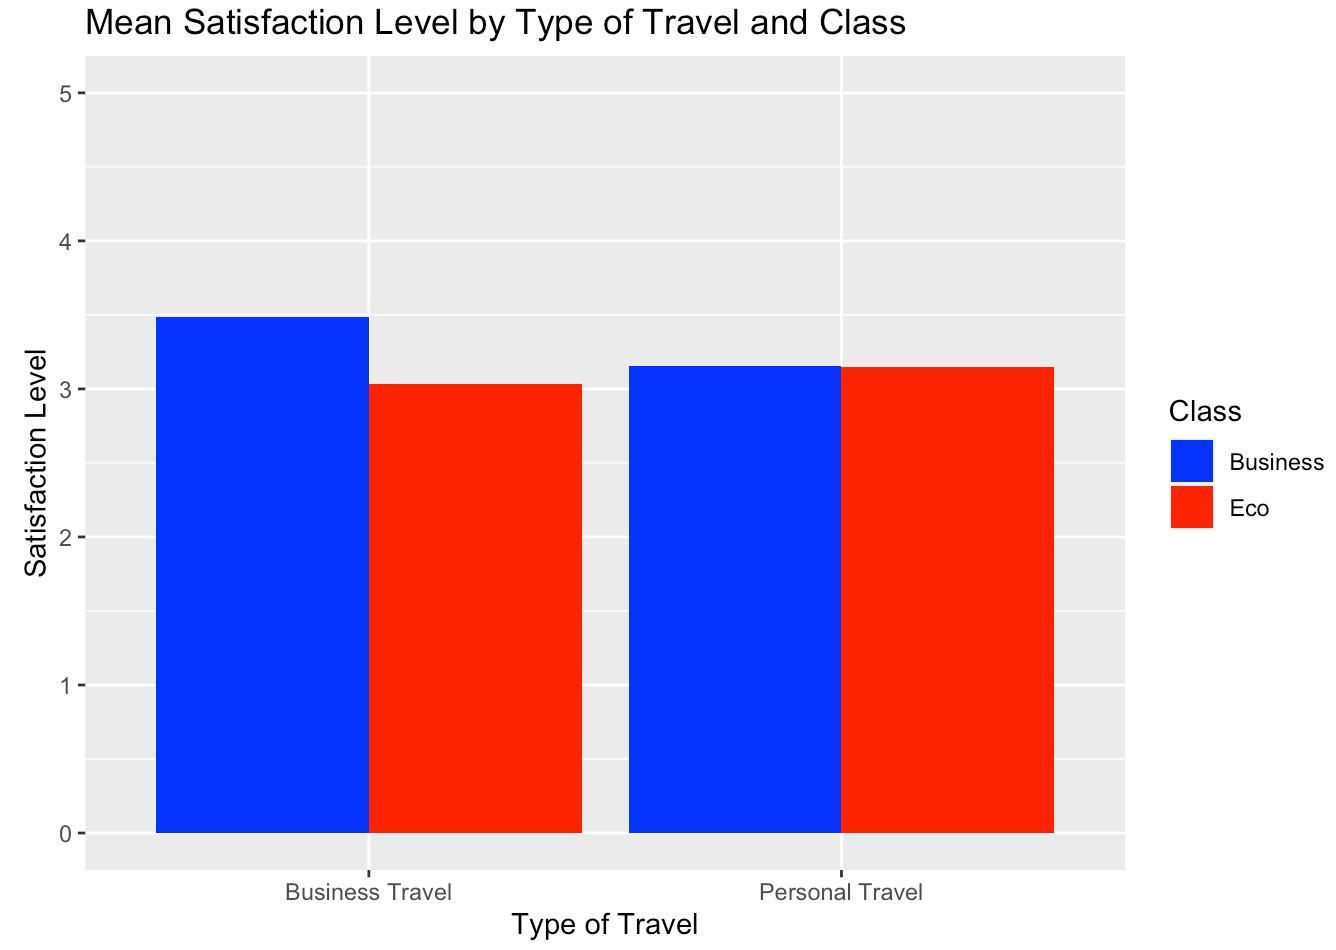 Mean Satisfaction Level by Type of Travel and Class
5
4
3
2
1
0
Satisfaction Level
Business Travel
Personal Travel
Type of Travel
Class
Business
Eco